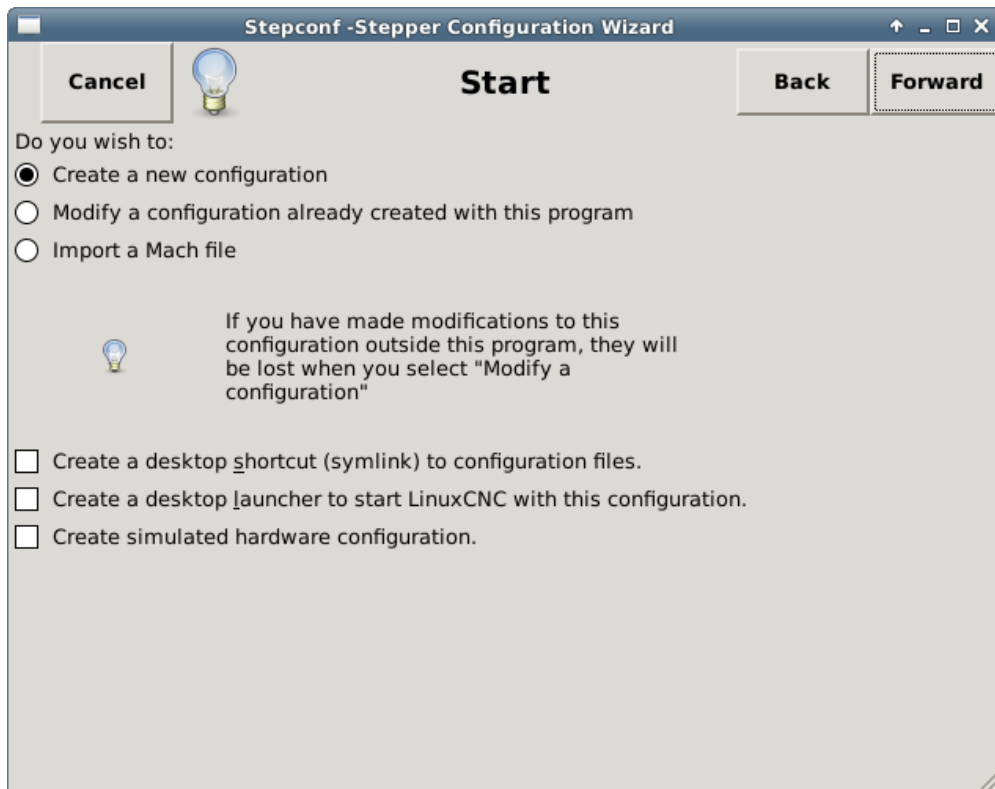 Stepconf -Stepper Configuration Wizard
Cancel
Start
Back
Forward
Do you wish to:
Create a new configuration
Modify a configuration already created with this program
Import a Mach file
If you have made modifications to this
configuration outside this program, they will
be lost when you select "Modify a
configuration"
Create a desktop shortcut (symlink) to configuration files.
Create a desktop launcher to start LinuxCNC with this configuration.
Create simulated hardware configuration.